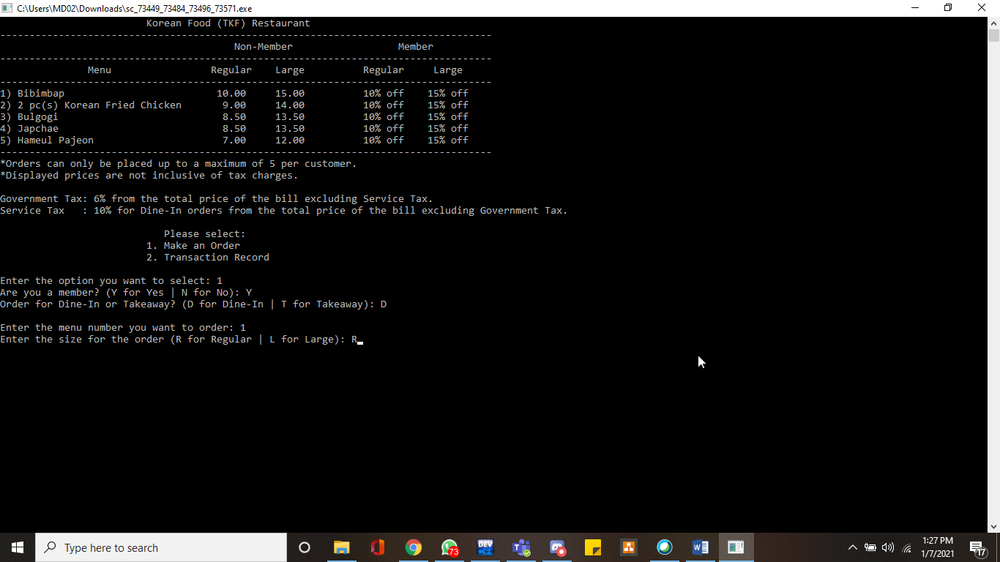 C:\Users\MD02\Downloads\sc_73449_73484_73496_73571.exe
Korean Food (TKF) Restaurant
------------------------------------------------------------------------------------
Non-Member Member
------------------------------------------------------------------------------------
Menu Regular Large Regular Large
------------------------------------------------------------------------------------
1) Bibimbap 10.00 15.00 10% off 15% off
2) 2 pc(s) Korean Fried Chicken 9.00 14.00 10% off 15% off
3) Bulgogi 8.50 13.50 10% off 15% off
4) Japchae 8.50 13.50 10% off 15% off
5) Hameul Pajeon 7.00 12.00 10% off 15% off
------------------------------------------------------------------------------------
*Orders can only be placed up to a maximum of 5 per customer.
*Displayed prices are not inclusive of tax charges.
Government Tax: 6% from the total price of the bill excluding Service Tax.
Service Tax : 10% for Dine-In orders from the total price of the bill excluding Government Tax.
Please select:
1. Make an Order
2. Transaction Record
Enter the option you want to select: 1
Are you a member? (Y for Yes | N for No): Y
Order for Dine-In or Takeaway? (D for Dine-In | T for Takeaway): D
Enter the menu number you want to order: 1
Enter the size for the order (R for Regular | L for Large): R
Type here to search
73
DEV
1:27 PM
1/7/2021
17